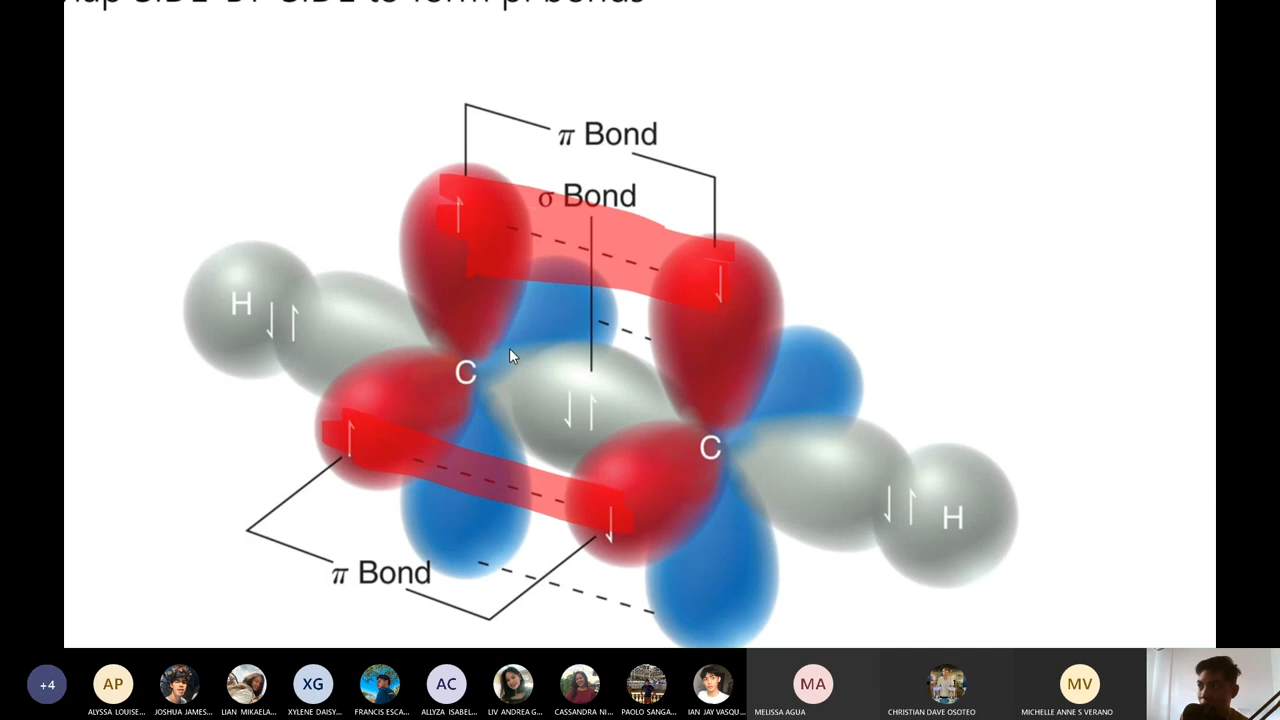 SIDE-BY-SIDE to form pi bonds
π Bond
σ Bond
H
C
C
H
π Bond
+4
AP
XG
AC
MA
MV
ALYSSA LOUISE...
JOSHUA JAMES...
LIAN MIKAELA...
XYLENE DAISY...
FRANCIS ESCA...
ALLYZA ISABEL...
LIV ANDREA G...
CASSANDRA NI...
PAOLO SANGA...
IAN JAY VASQU...
MELISSA AGUA
CHRISTIAN DAVE OSOTEO
MICHELLE ANNE S VERANO